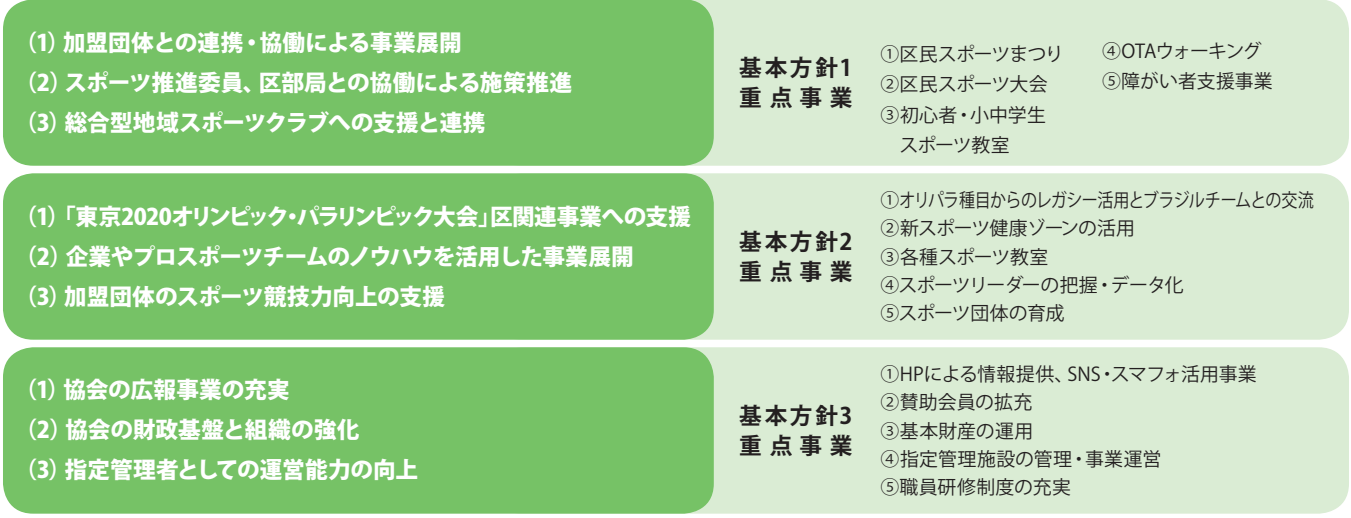 (1) 加盟団体との連携・協働による事業展開
(2) スポーツ推進委員、区部局との協働による施策推進
(3) 総合型地域スポーツクラブへの支援と連携
基本方針1
重点事業
①区民スポーツまつり
②区民スポーツ大会
③初心者・小中学生
スポーツ教室
④OTAウォーキング
⑤障がい者支援事業
(1)「東京2020オリンピック・パラリンピック大会」区関連事業への支援
(2) 企業やプロスポーツチームのノウハウを活用した事業展開
(3) 加盟団体のスポーツ競技力向上の支援
基本方針2
重点事業
①オリパラ種目からのレガシー活用とブラジルチームとの交流
②新スポーツ健康ゾーンの活用
③各種スポーツ教室
④スポーツリーダーの把握・データ化
⑤スポーツ団体の育成
(1) 協会の広報事業の充実
(2) 協会の財政基盤と組織の強化
(3) 指定管理者としての運営能力の向上
基本方針3
重点事業
①HPによる情報提供、SNS・スマフォ活用事業
②賛助会員の拡充
③基本財産の運用
④指定管理施設の管理・事業運営
⑤職員研修制度の充実